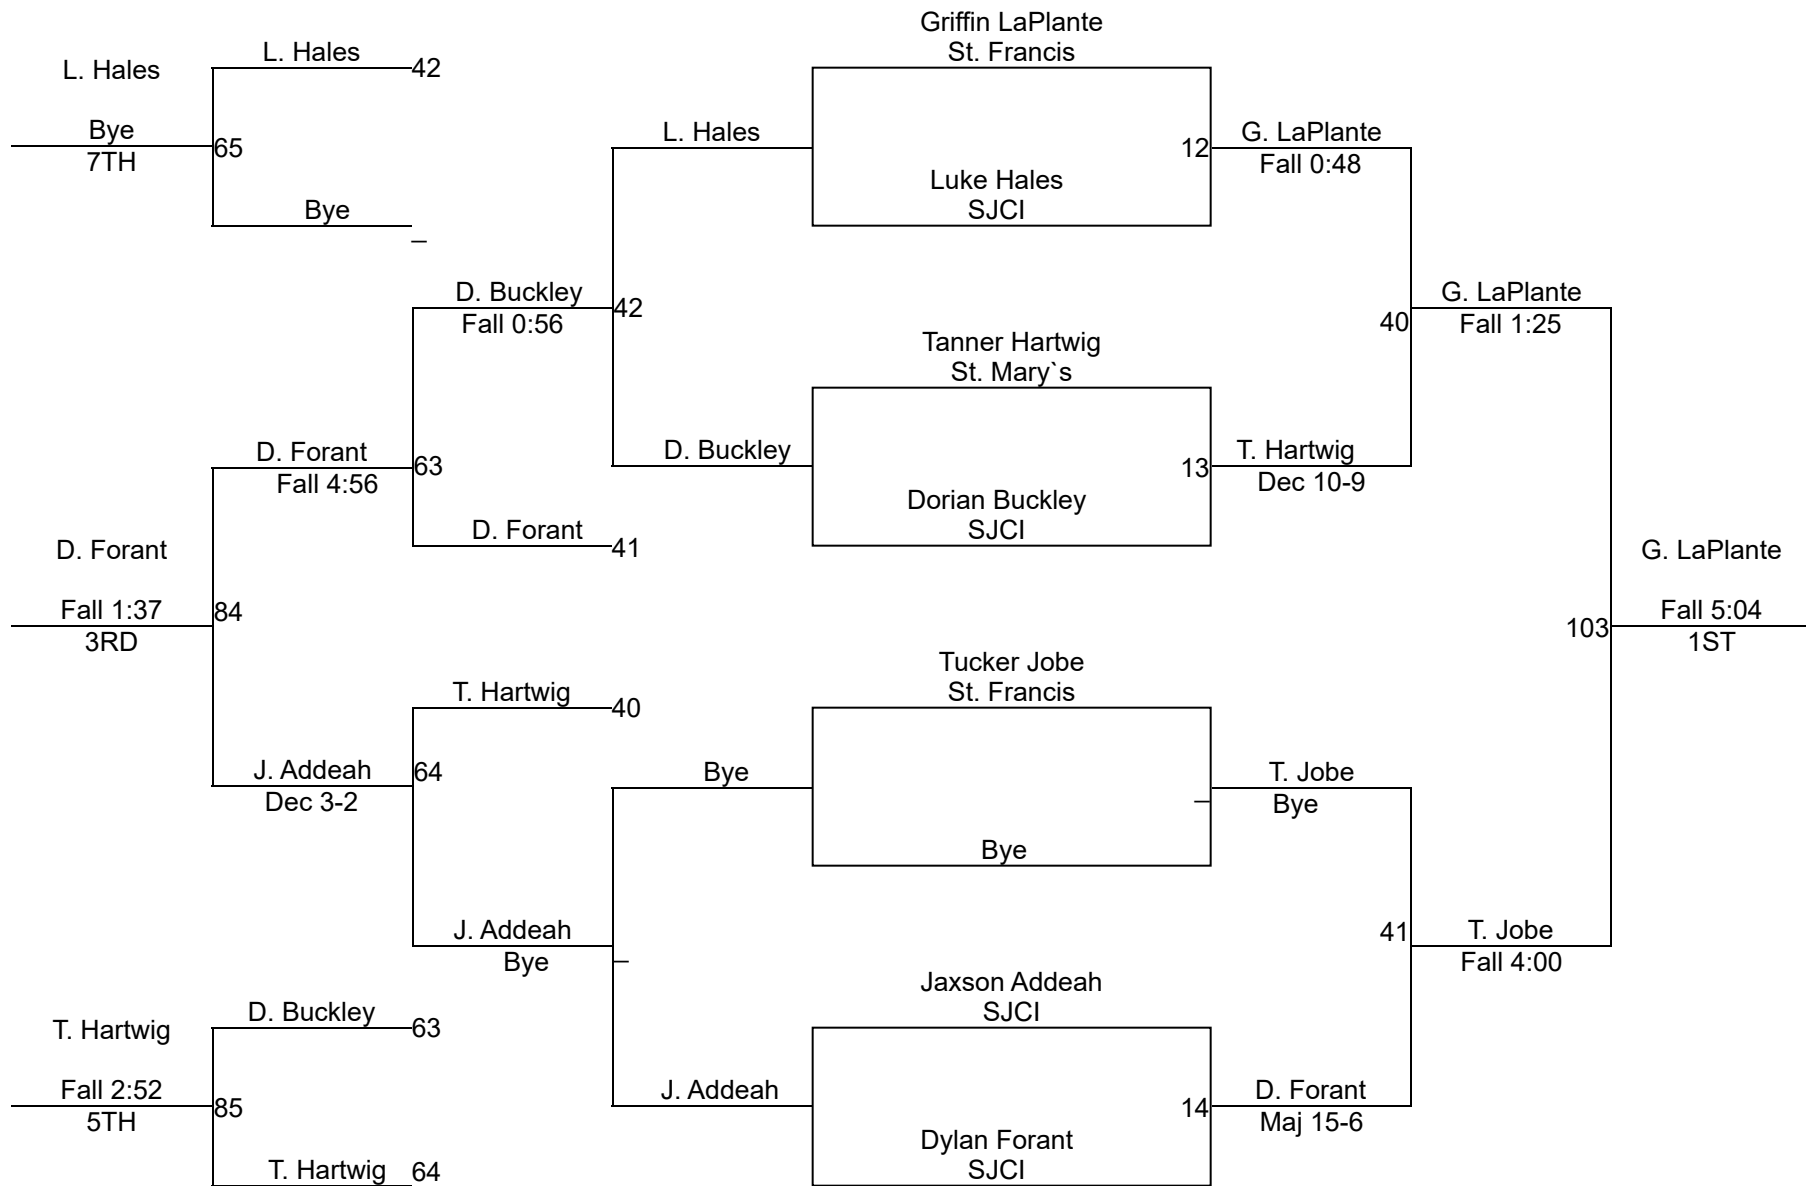 Griffin LaPlante
St. Francis
L. Hales
L. Hales
42
Bye
7TH
65
L. Hales
12
G. LaPlante
Fall 0:48
Luke Hales
SJCI
Bye
_
D. Buckley
Fall 0:56
42
G. LaPlante
Fall 1:25
40
Tanner Hartwig
St. Mary`s
D. Forant
Fall 4:56
63
D. Buckley
13
T. Hartwig
Dec 10-9
Dorian Buckley
SJCI
D. Forant
41
D. Forant
Fall 1:37
3RD
84
G. LaPlante
103
Fall 5:04
1ST
Tucker Jobe
St. Francis
T. Hartwig
40
J. Addeah
Dec 3-2
64
Bye
_
T. Jobe
Bye
Bye
J. Addeah
Bye
_
41
T. Jobe
Fall 4:00
Jaxson Addeah
SJCI
D. Buckley
63
T. Hartwig
Fall 2:52
5TH
85
J. Addeah
14
D. Forant
Maj 15-6
Dylan Forant
SJCI
T. Hartwig
64